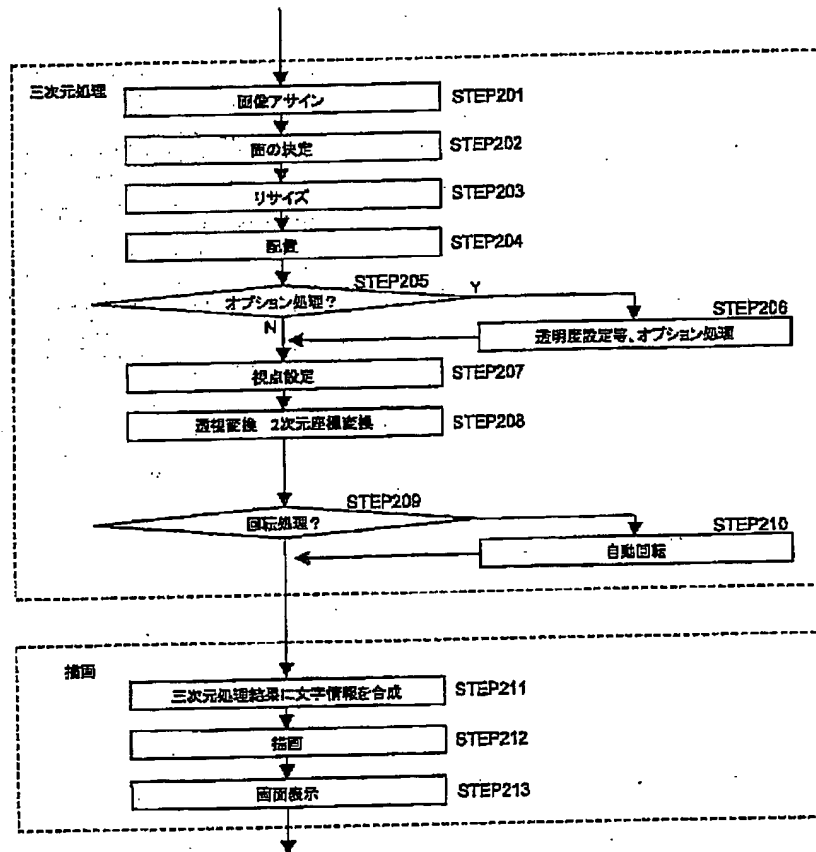 三次元処理
画像アサイン STEP201
面の決定 STEP202
リサイズ STEP203
配置 STEP204
STEP205
オプション処理？ Y
N
STEP206
透明度設定等、オプション処理
視点設定 STEP207
透視変換 2次元座標変換 STEP208
STEP209
回転処理？
STEP210
自動回転
描画
三次元処理結果に文字情報を合成 STEP211
描画 STEP212
画面表示 STEP213